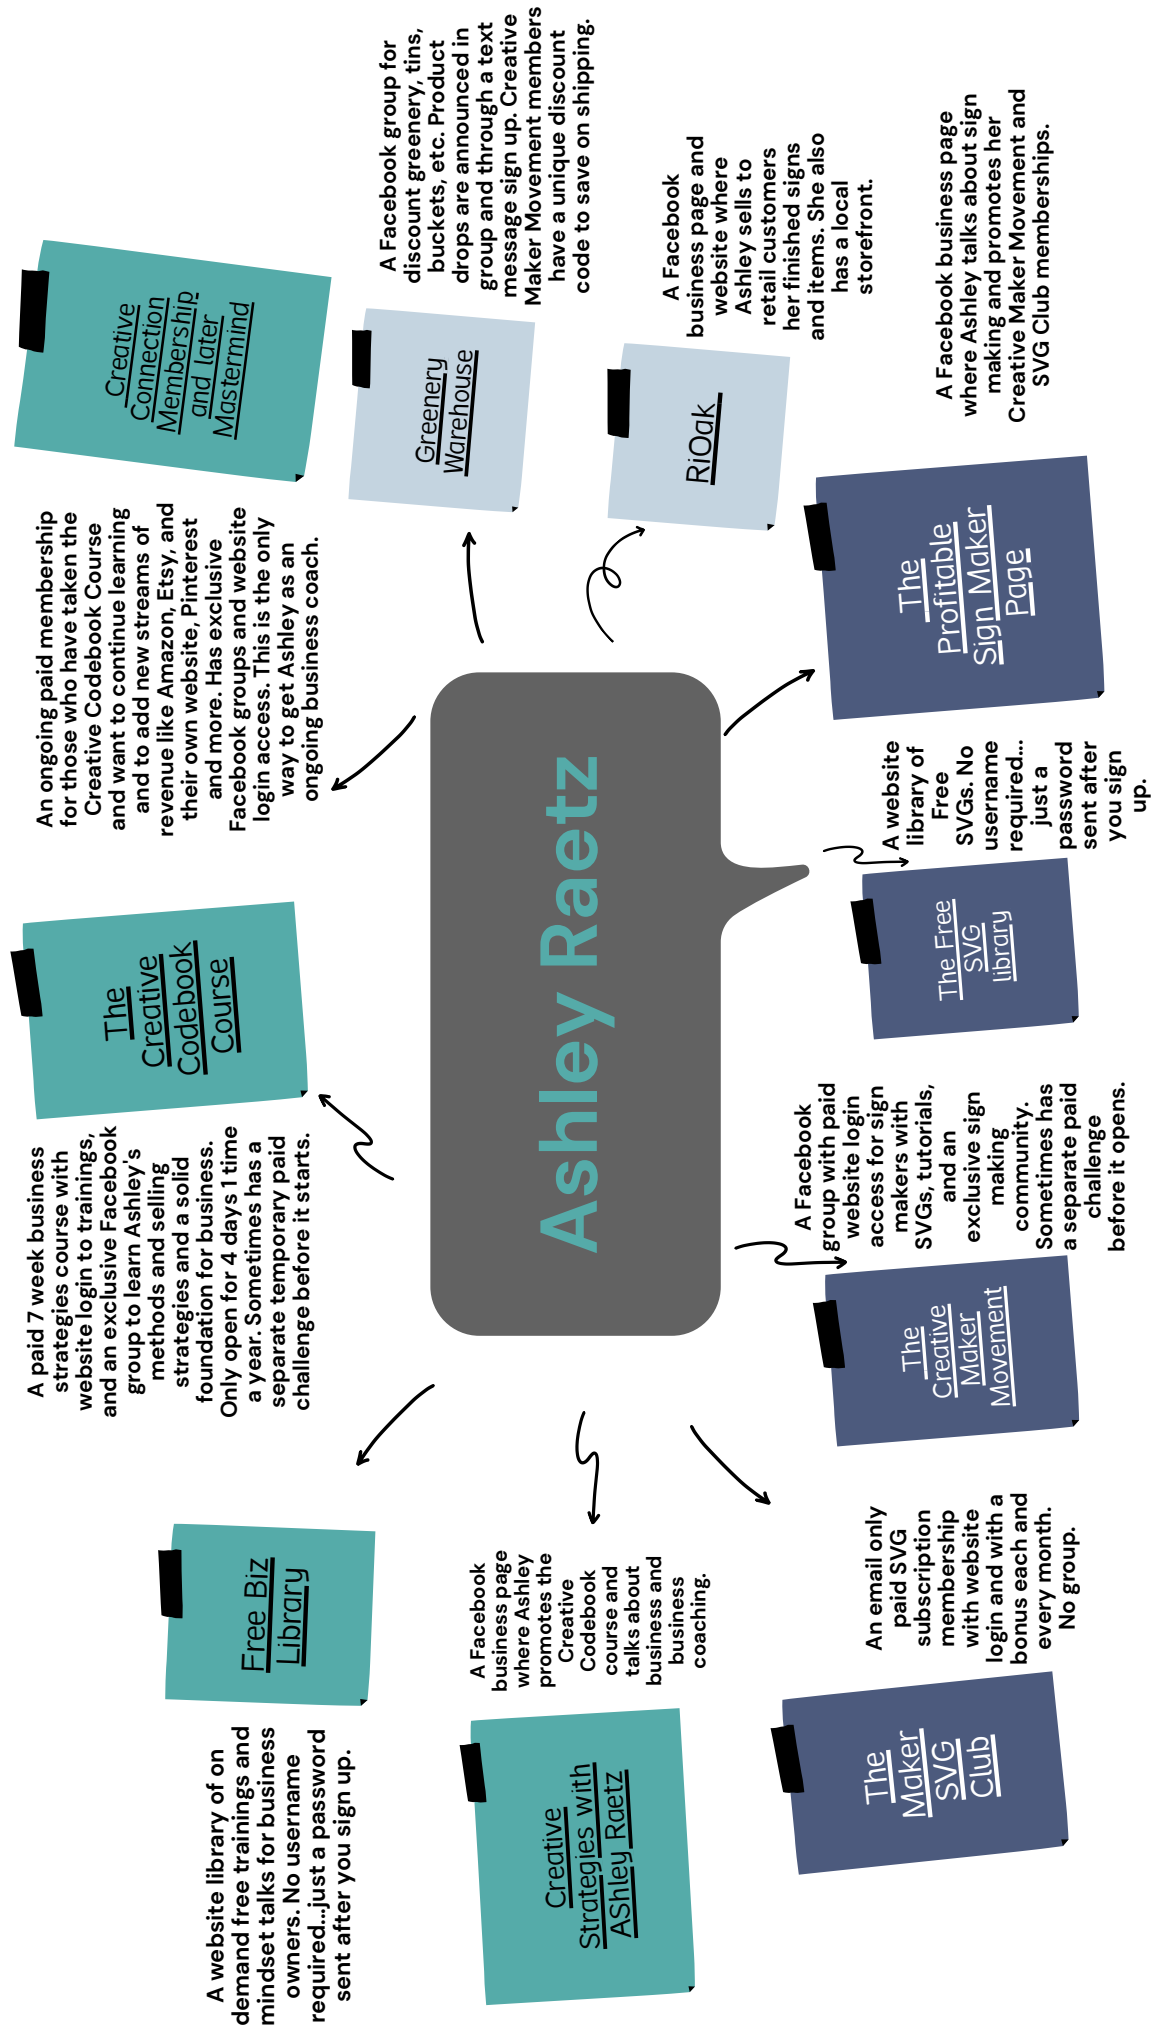 Free Biz
Library
A website library of on
demand free trainings and
mindset talks for business
owners. No username
required...just a password
sent after you sign up.
The
Creative
Codebook
Course
A paid 7 week business
strategies course with
website login to trainings,
and an exclusive Facebook
group to learn Ashley's
methods and selling
strategies and a solid
foundation for business.
Only open for 4 days 1 time
a year. Sometimes has a
separate temporary paid
challenge before it starts.
Creative
Connection
Membership
and later
Mastermind
An ongoing paid membership
for those who have taken the
Creative Codebook Course
and want to continue learning
and to add new streams of
revenue like Amazon, Etsy, and
their own website, Pinterest
and more. Has exclusive
Facebook groups and website
login access. This is the only
way to get Ashley as an
ongoing business coach.
Creative
Strategies with
AShley Raetz
A Facebook
business page
where Ashley
promotes the
Creative
Codebook
course and
talks about
business and
business
coaching.
Ashley Raetz
Greenery
Warehouse
A Facebook group for
discount greenery, tins,
buckets, etc. Product
drops are announced in
group and through a text
message sign up. Creative
Maker Movement members
have a unique discount
code to save on shipping.
RiOak
A Facebook
business page and
website where
Ashley sells to
retail customers
her finished signs
and items. She also
has a local
storefront.
The
Maker
SVG
Club
An email only
paid SVG
subscription
membership
with website
login and with a
bonus each and
every month.
No group.
The
Creative
Maker
Movement
A Facebook
group with paid
website login
access for sign
makers with
SVGs, tutorials,
and an
exclusive sign
making
community.
Sometimes has
a separate paid
challenge
before it opens.
The Free
SVG
library
A website
library of
Free
SVGs. No
username
required...
just a
password
sent after
you sign
up.
The
Profitable
Sign Maker
Page
A Facebook business page
where Ashley talks about sign
making and promotes her
Creative Maker Movement and
SVG Club memberships.